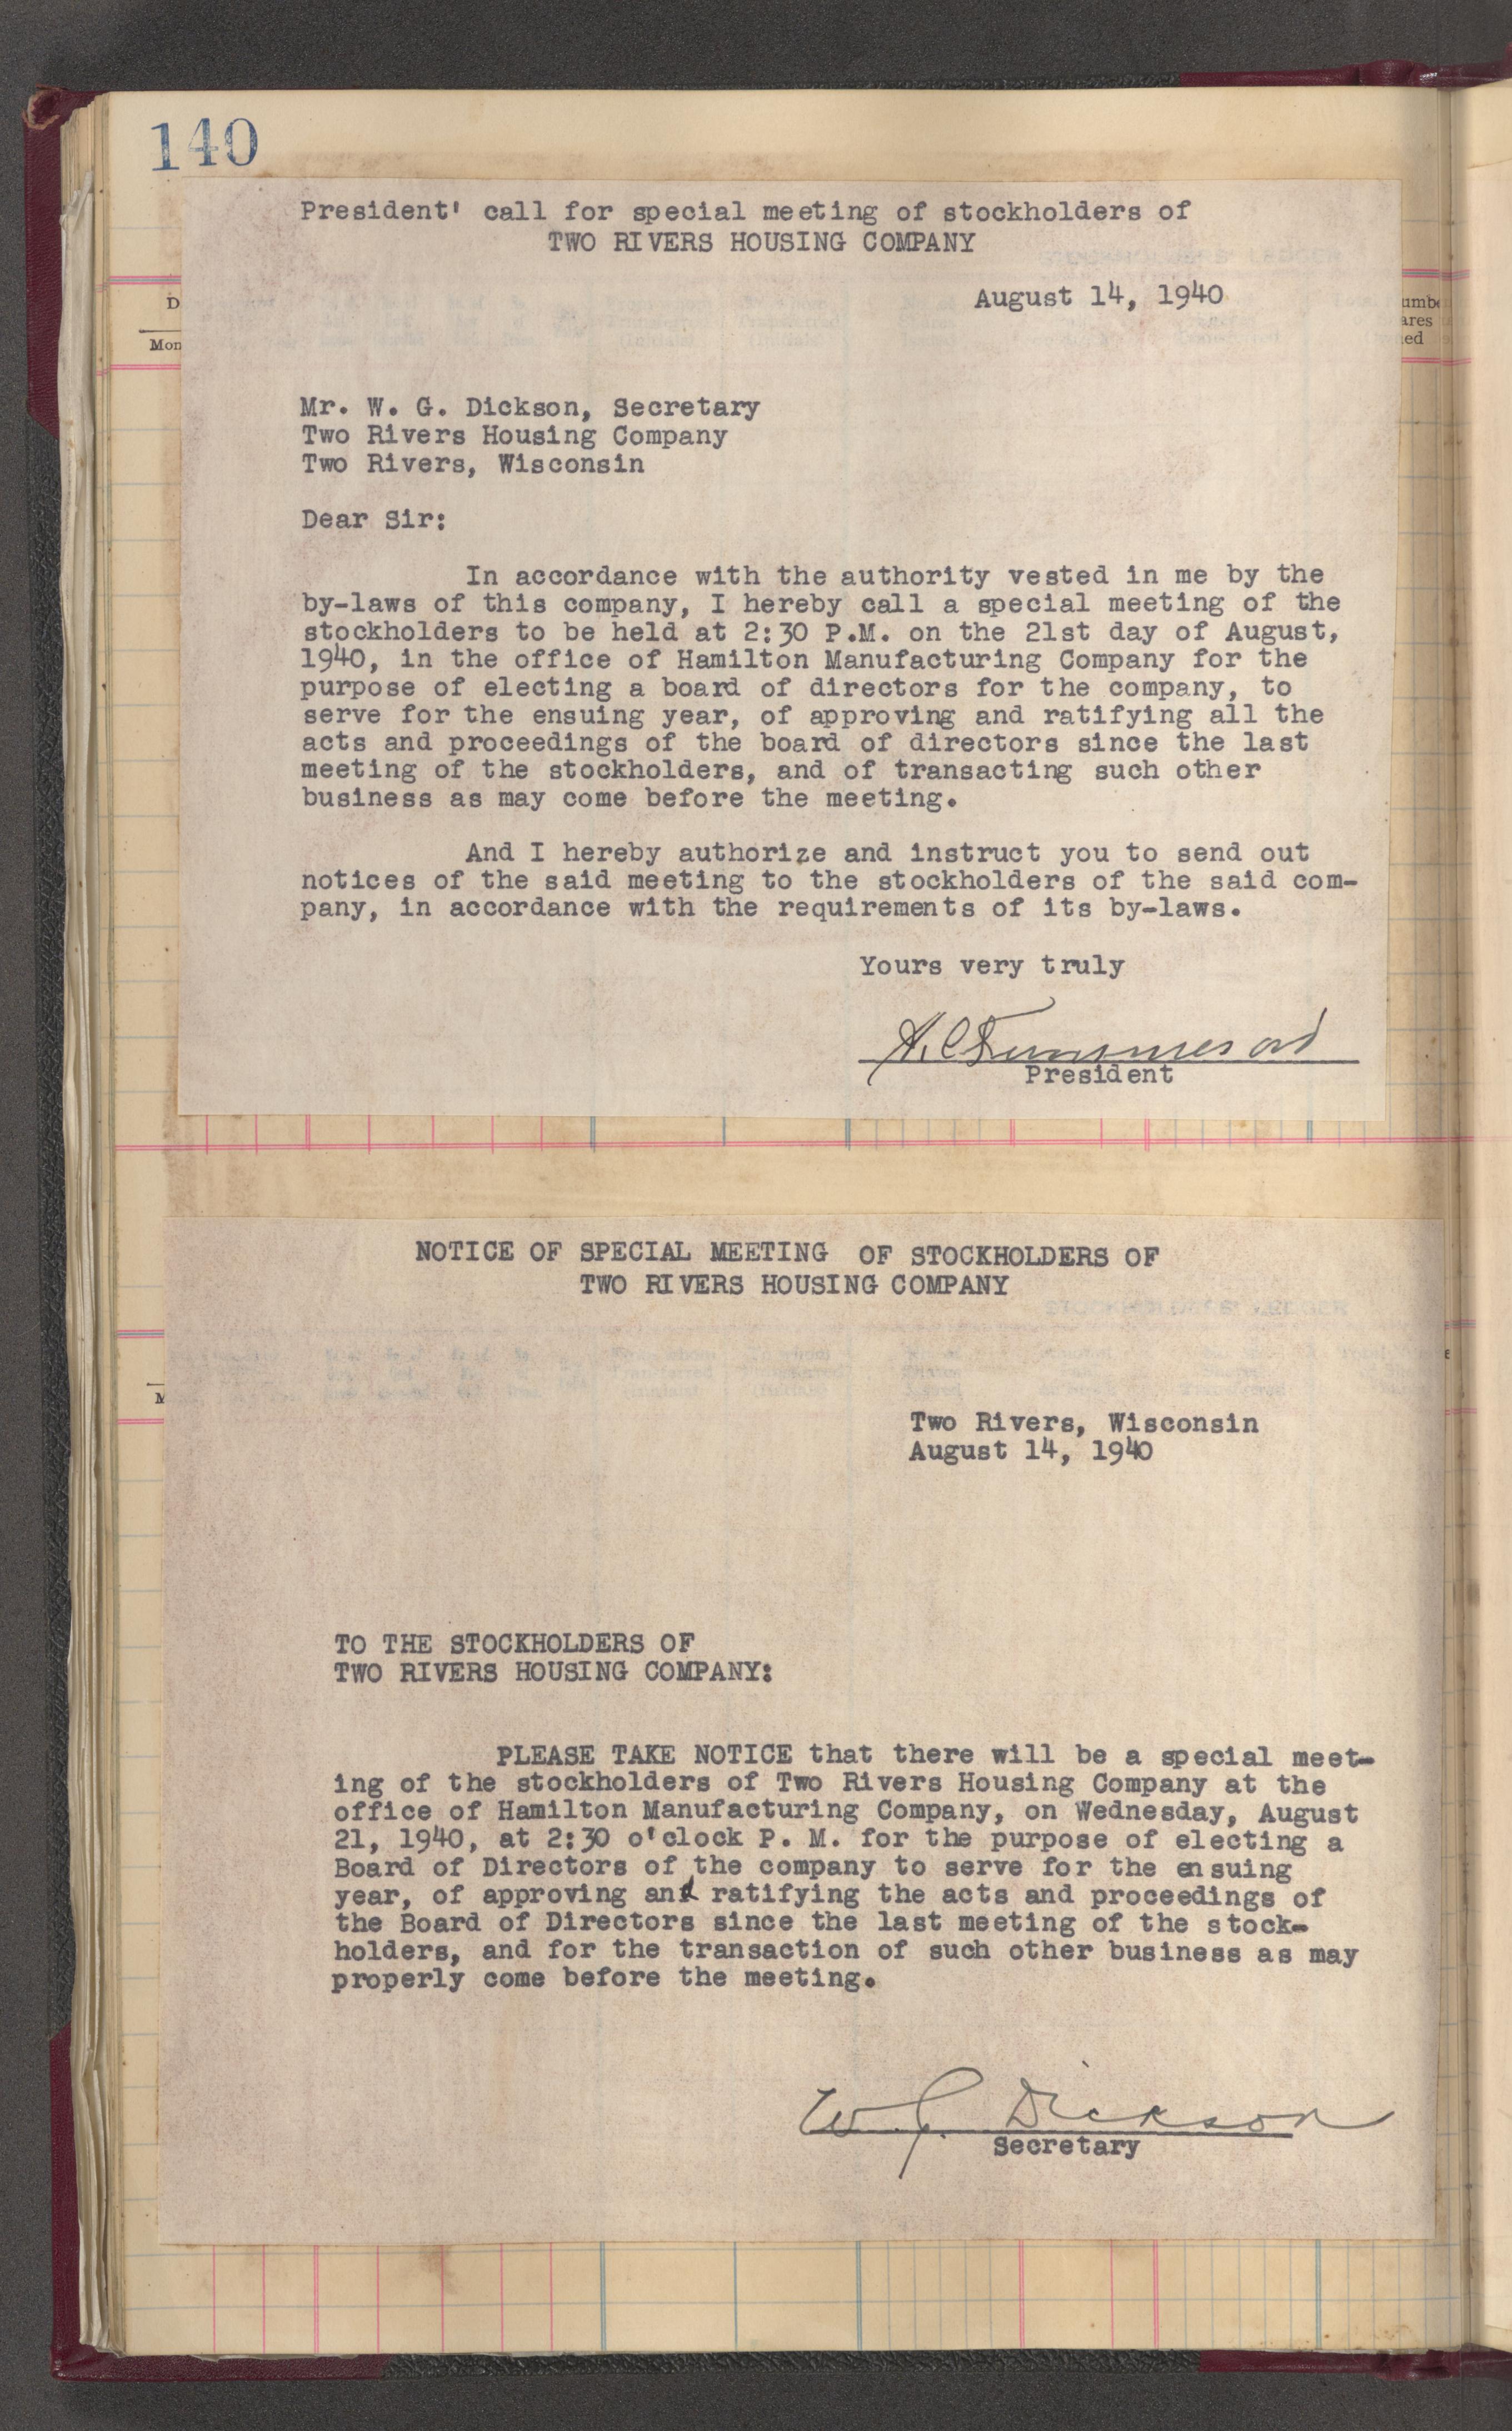 140
President' call for special meeting of stockholders of
TWO RIVERS HOUSING COMPANY
August 14, 1940
Mr. W. G. Dickson, Secretary
Two Rivers Housing Company
Two Rivers, Wisconsin
Dear Sir:
In accordance with the authority vested in me by the
by-laws of this company, I hereby call a special meeting of the
stockholders to be held at 2:30 P.M. on the 21st day of August,
1940, in the office of Hamilton Manufacturing Company for the
purpose of electing a board of directors for the company, to
serve for the ensuing year, of approving and ratifying all the
acts and proceedings of the board of directors since the last
meeting of the stockholders, and of transacting such other
business as may come before the meeting.
And I hereby authorize and instruct you to send out
notices of the said meeting to the stockholders of the said com-
pany, in accordance with the requirements of its by-laws.
Yours very truly
President
NOTICE OF SPECIAL MEETING OF STOCKHOLDERS OF
TWO RIVERS HOUSING COMPANY
Two Rivers, Wisconsin
August 14, 1940
TO THE STOCKHOLDERS OF
TWO RIVERS HOUSING COMPANY:
PLEASE TAKE NOTICE that there will be a special meet-
ing of the stockholders of Two Rivers Housing Company at the
office of Hamilton Manufacturing Company, on Wednesday, August
21, 1940, at 2:30 o'clock P. M. for the purpose of electing a
Board of Directors of the company to serve for the ensuing
year, of approving and ratifying the acts and proceedings of
the Board of Directors since the last meeting of the stock-
holders, and for the transaction of such other business as may
properly come before the meeting.
W. G. Dickson
Secretary